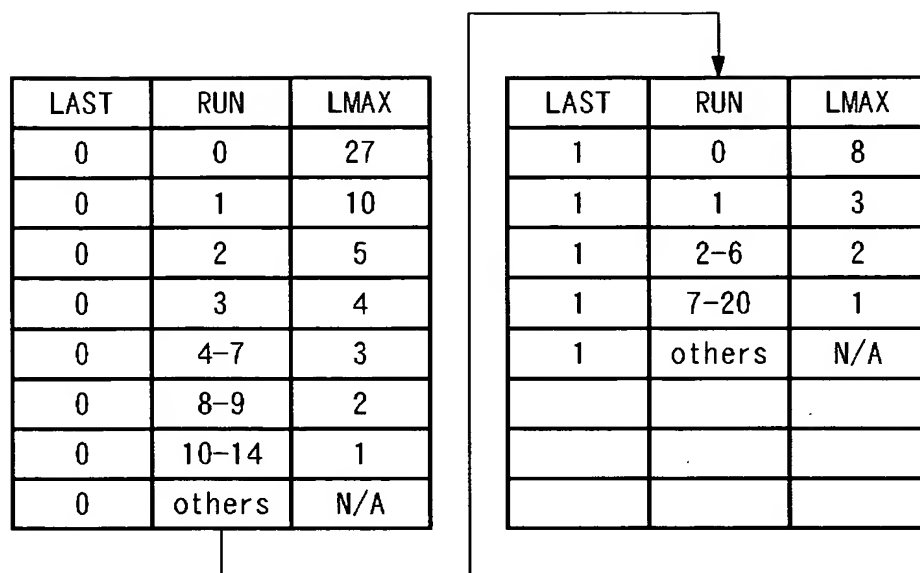 LAST RUN LMAX
0 0 27
0 1 10
0 2 5
0 3 4
0 4-7 3
0 8-9 2
0 10-14 1
0 others N/A
LAST RUN LMAX
1 0 8
1 1 3
1 2-6 2
1 7-20 1
1 others N/A